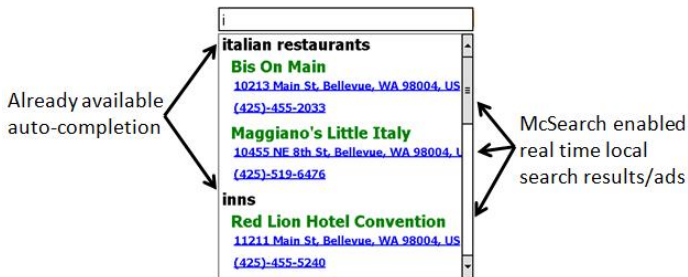 i
italian restaurants
Bis On Main
10213 Main St, Bellevue, WA 98004, US
(425)-455-2033
Maggiano's Little Italy
10455 NE 8th St, Bellevue, WA 98004, U
(425)-519-6476
inns
Red Lion Hotel Convention
11211 Main St, Bellevue, WA 98004, US
(425)-455-5240
Already available
auto-completion
McSearch enabled
real time local
search results/ads